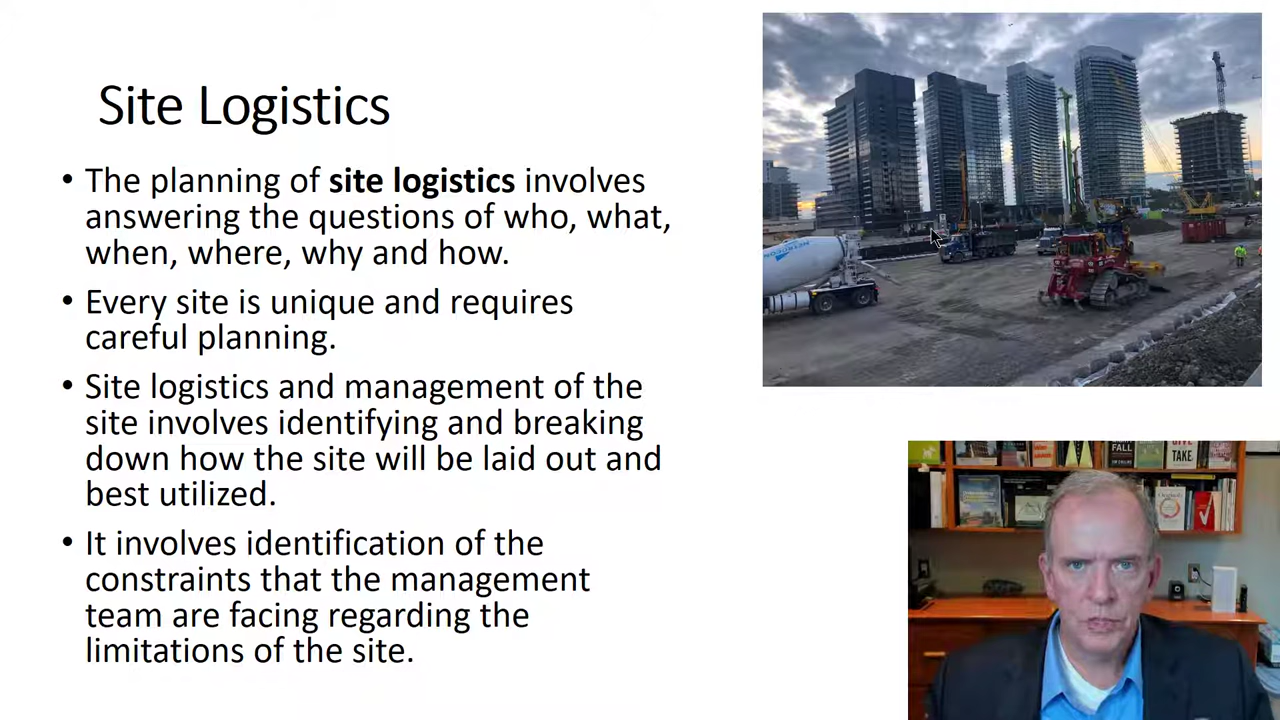 Site Logistics
• The planning of site logistics involves
answering the questions of who, what,
when, where, why and how.
• Every site is unique and requires
careful planning.
• Site logistics and management of the
site involves identifying and breaking
down how the site will be laid out and
best utilized.
• It involves identification of the
constraints that the management
team are facing regarding the
limitations of the site.
FALL
TAKE